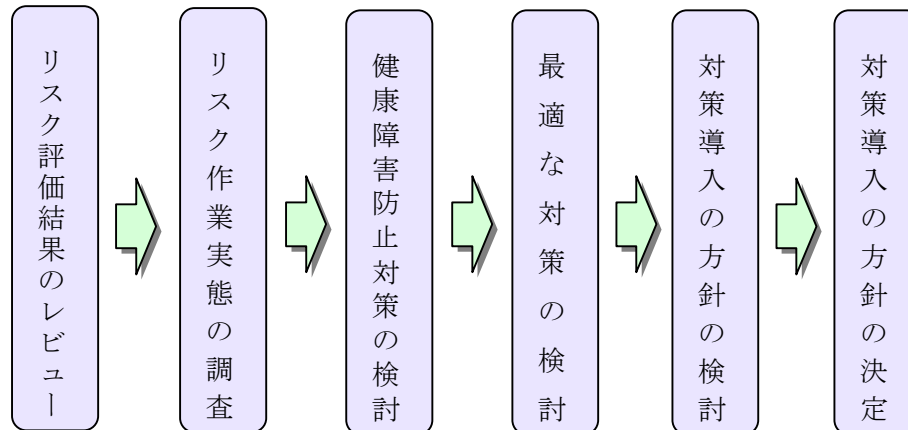 リスク評価結果のレビュー
リスク作業実態の調査
健康障害防止対策の検討
最適な対策の検討
対策導入の方針の検討
対策導入の方針の決定